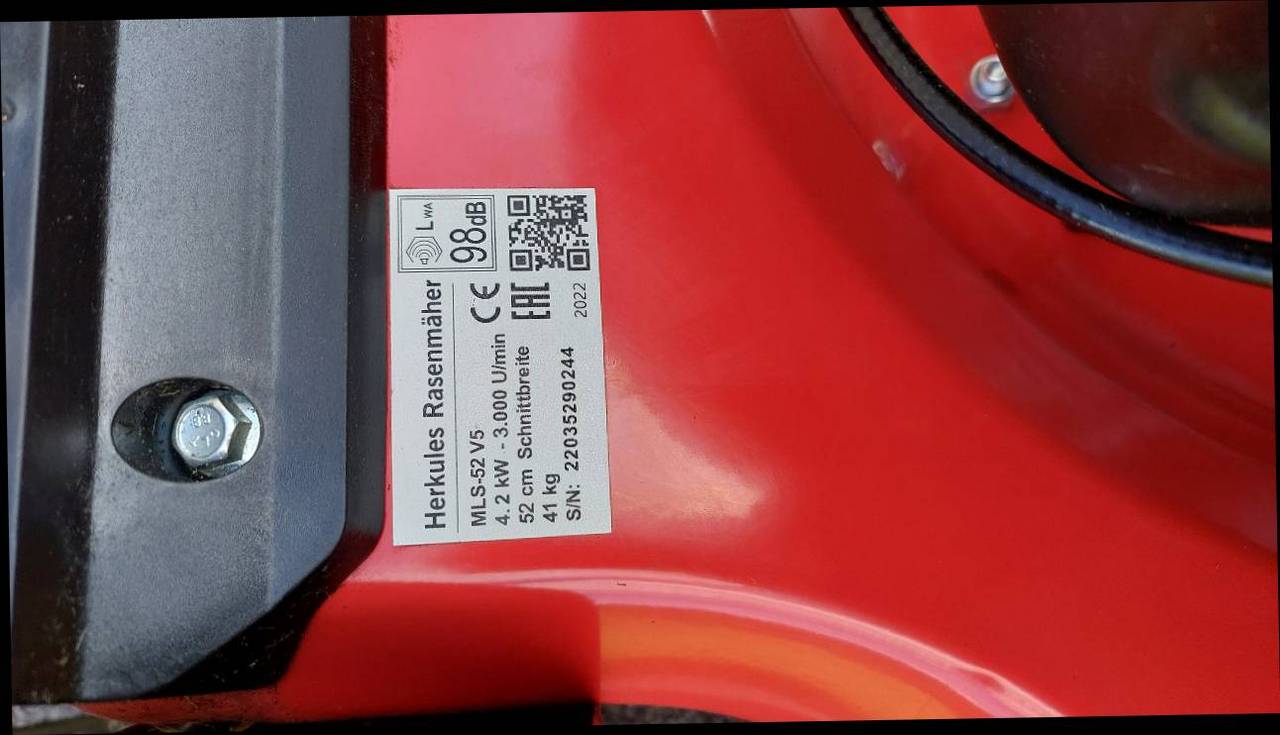 Herkules Rasenmäher
MLS-52 V5
4. 2 kW - 3.000 U/min
52 cm Schnittbreite
41 kg
S/N: 22035290244
CE
EAC
2022
LWA
98dB